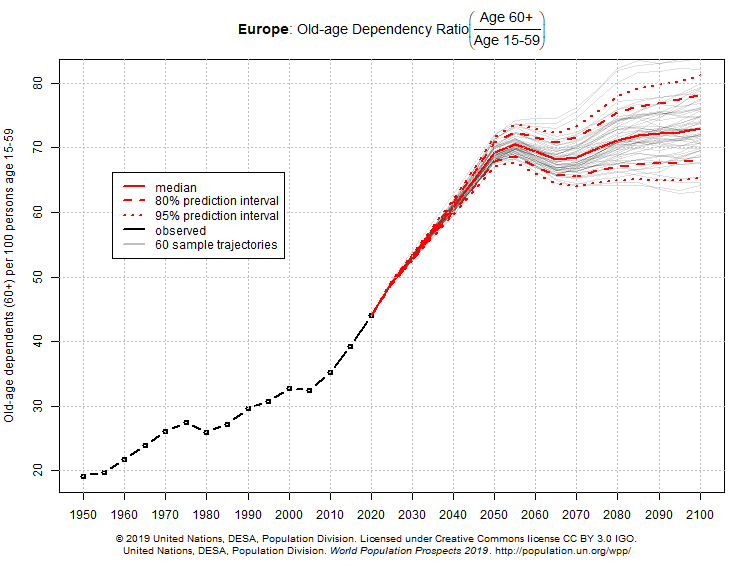 Europe: Old-age Dependency Ratio(Age 60+ / Age 15-59)
Old-age dependents (60+) per 100 persons age 15-59
80
70
60
50
40
30
20
median
80% prediction interval
95% prediction interval
observed
60 sample trajectories
1950 1960 1970 1980 1990 2000 2010 2020 2030 2040 2050 2060 2070 2080 2090 2100
© 2019 United Nations, DESA, Population Division. Licensed under Creative Commons license CC BY 3.0 IGO.
United Nations, DESA, Population Division. World Population Prospects 2019. http://population.un.org/wpp/